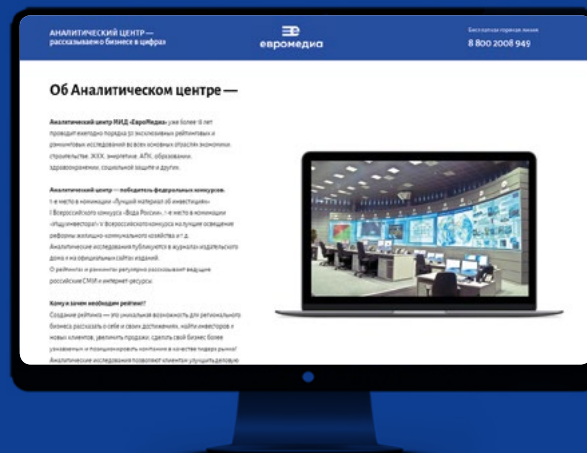 АНАЛИТИЧЕСКИЙ ЦЕНТР —
рассказываем о бизнесе в цифрах
евромедиа
Бесплатная горячая линия
8 800 2008 949
Об Аналитическом центре —
Аналитический центр МИД «ЕвроМедиа» уже более 18 лет
проводит ежегодно порядка 50 эксклюзивных рейтинговых и
рэнкинговых исследований во всех основных отраслях экономики:
строительстве, ЖКХ, энергетике, АПК, образовании,
здравоохранении, социальной защите и других.
Аналитический центр — победитель федеральных конкурсов:
1-е место в номинации «Лучший материал об инвестициях»
I Всероссийского конкурса «Вода России», 1-е место в номинации
«Ищу инвестора!» V Всероссийского конкурса на лучшее освещение
реформы жилищно-коммунального хозяйства и т.д.
Аналитические исследования публикуются в журналах издательского
дома и на официальных сайтах изданий.
О рейтингах и рэнкингах регулярно рассказывают ведущие
российские СМИ и интернет-ресурсы.
Кому и зачем необходим рейтинг?
Создание рейтинга — это уникальная возможность для регионального
бизнеса рассказать о себе и своих достижениях, найти инвесторов и
новых клиентов, увеличить продажи, сделать свой бизнес более
узнаваемым и позиционировать компанию в качестве лидера рынка!
Аналитические исследования позволяют клиентам улучшить деловую